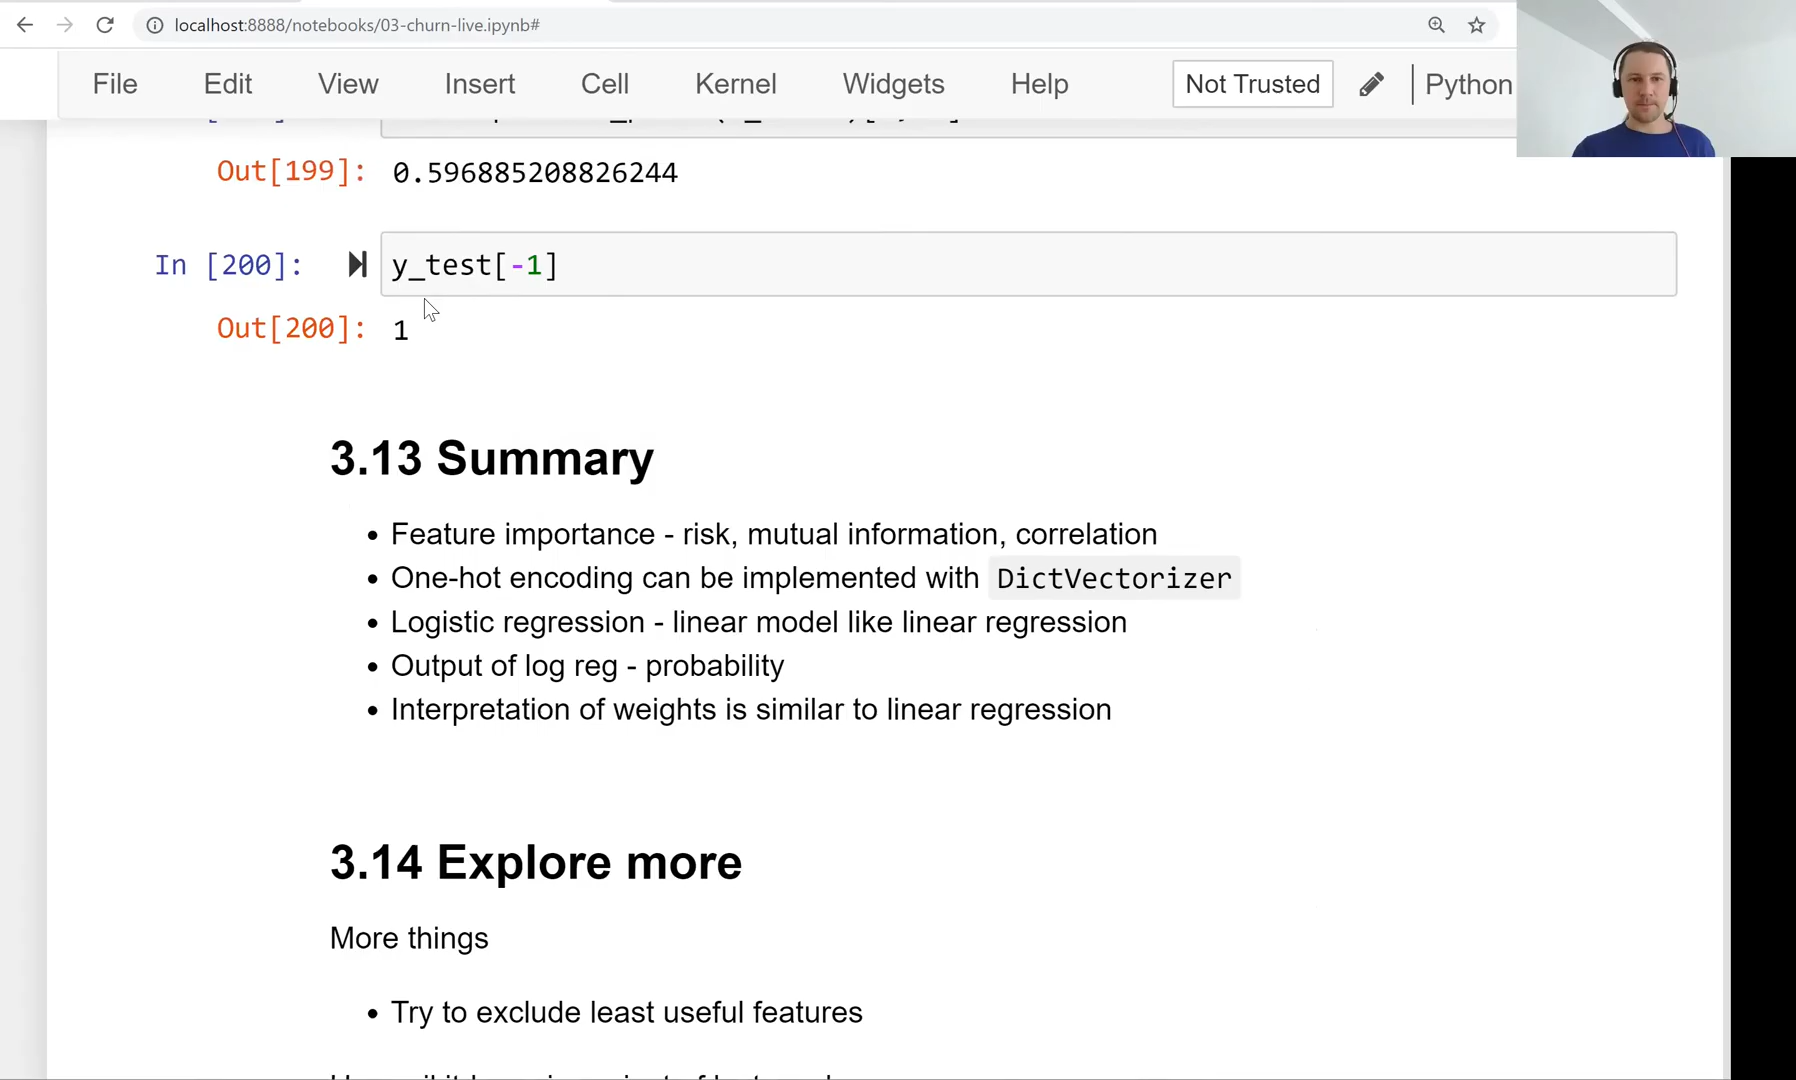 localhost:8888/notebooks/03-churn-live.ipynb#
File Edit View Insert Cell Kernel Widgets Help Not Trusted Python
Out[199]: 0.596885208826244
In [200]: y_test[-1]
Out[200]: 1
3.13 Summary
• Feature importance - risk, mutual information, correlation
• One-hot encoding can be implemented with DictVectorizer
• Logistic regression - linear model like linear regression
• Output of log reg - probability
• Interpretation of weights is similar to linear regression
3.14 Explore more
More things
• Try to exclude least useful features